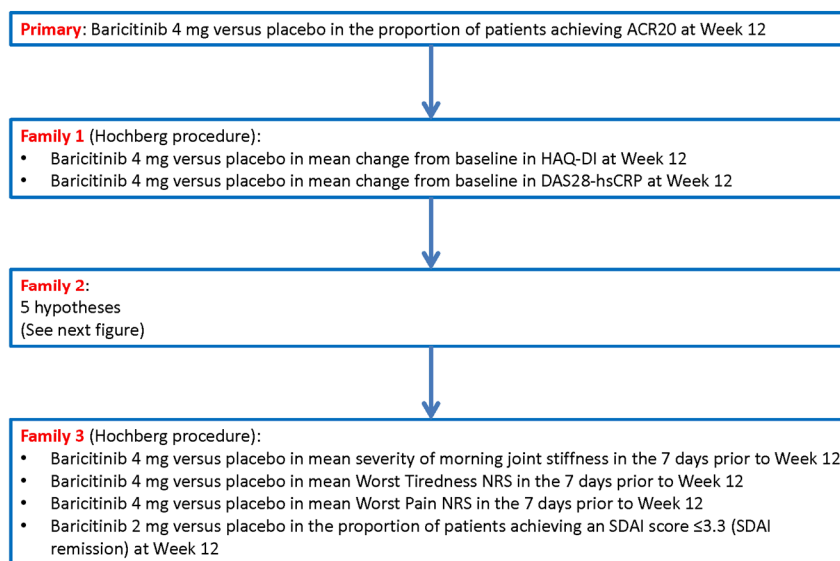 Primary: Baricitinib 4 mg versus placebo in the proportion of patients achieving ACR20 at Week 12
Family 1 (Hochberg procedure):
• Baricitinib 4 mg versus placebo in mean change from baseline in HAQ-DI at Week 12
• Baricitinib 4 mg versus placebo in mean change from baseline in DAS28-hsCRP at Week 12
Family 2:
5 hypotheses
(See next figure)
Family 3 (Hochberg procedure):
• Baricitinib 4 mg versus placebo in mean severity of morning joint stiffness in the 7 days prior to Week 12
• Baricitinib 4 mg versus placebo in mean Worst Tiredness NRS in the 7 days prior to Week 12
• Baricitinib 4 mg versus placebo in mean Worst Pain NRS in the 7 days prior to Week 12
• Baricitinib 2 mg versus placebo in the proportion of patients achieving an SDAI score ≤3.3 (SDAI
remission) at Week 12